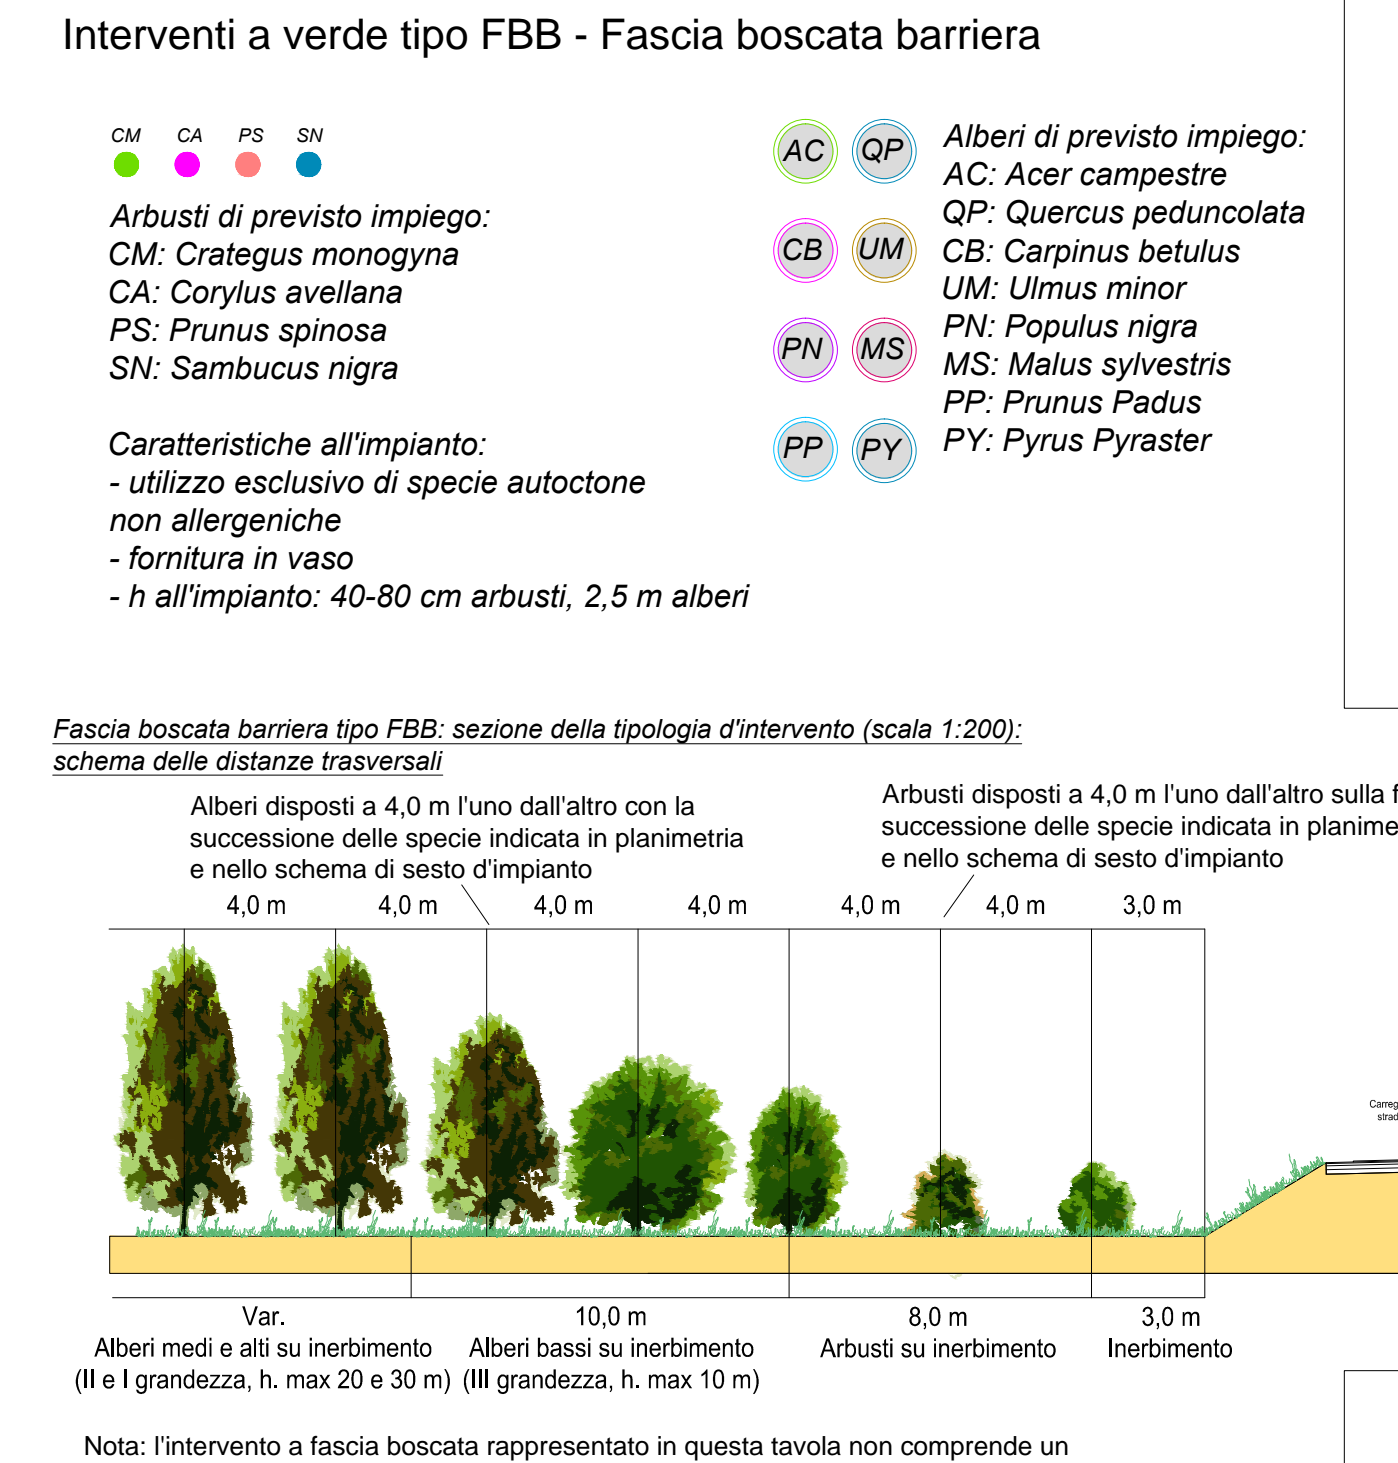 Interventi a verde tipo FBB - Fascia boscata barriera
CM CA PS SN
Arbusti di previsto impiego:
CM: Crategus monogyna
CA: Corylus avellana
PS: Prunus spinosa
SN: Sambucus nigra
Caratteristiche all'impianto:
- utilizzo esclusivo di specie autoctone
non allergeniche
- fornitura in vaso
- h all'impianto: 40-80 cm arbusti, 2,5 m alberi
AC QP
CB UM
PN MS
PP PY
Alberi di previsto impiego:
AC: Acer campestre
QP: Quercus peduncolata
CB: Carpinus betulus
UM: Ulmus minor
PN: Populus nigra
MS: Malus sylvestris
PP: Prunus Padus
PY: Pyrus Pyraster
Fascia boscata barriera tipo FBB: sezione della tipologia d'intervento (scala 1:200):
schema delle distanze trasversali
Alberi disposti a 4,0 m l'uno dall'altro con la
successione delle specie indicata in planimetria
e nello schema di sesto d'impianto
Arbusti disposti a 4,0 m l'uno dall'altro sulla f
successione delle specie indicata in planime
e nello schema di sesto d'impianto
4,0 m 4,0 m 4,0 m 4,0 m 4,0 m 4,0 m 3,0 m
Carreg
strad
Var. 10,0 m 8,0 m 3,0 m
Alberi medi e alti su inerbimento Alberi bassi su inerbimento Arbusti su inerbimento Inerbimento
(II e I grandezza, h. max 20 e 30 m) (III grandezza, h. max 10 m)
Nota: l'intervento a fascia boscata rappresentato in questa tavola non comprende un